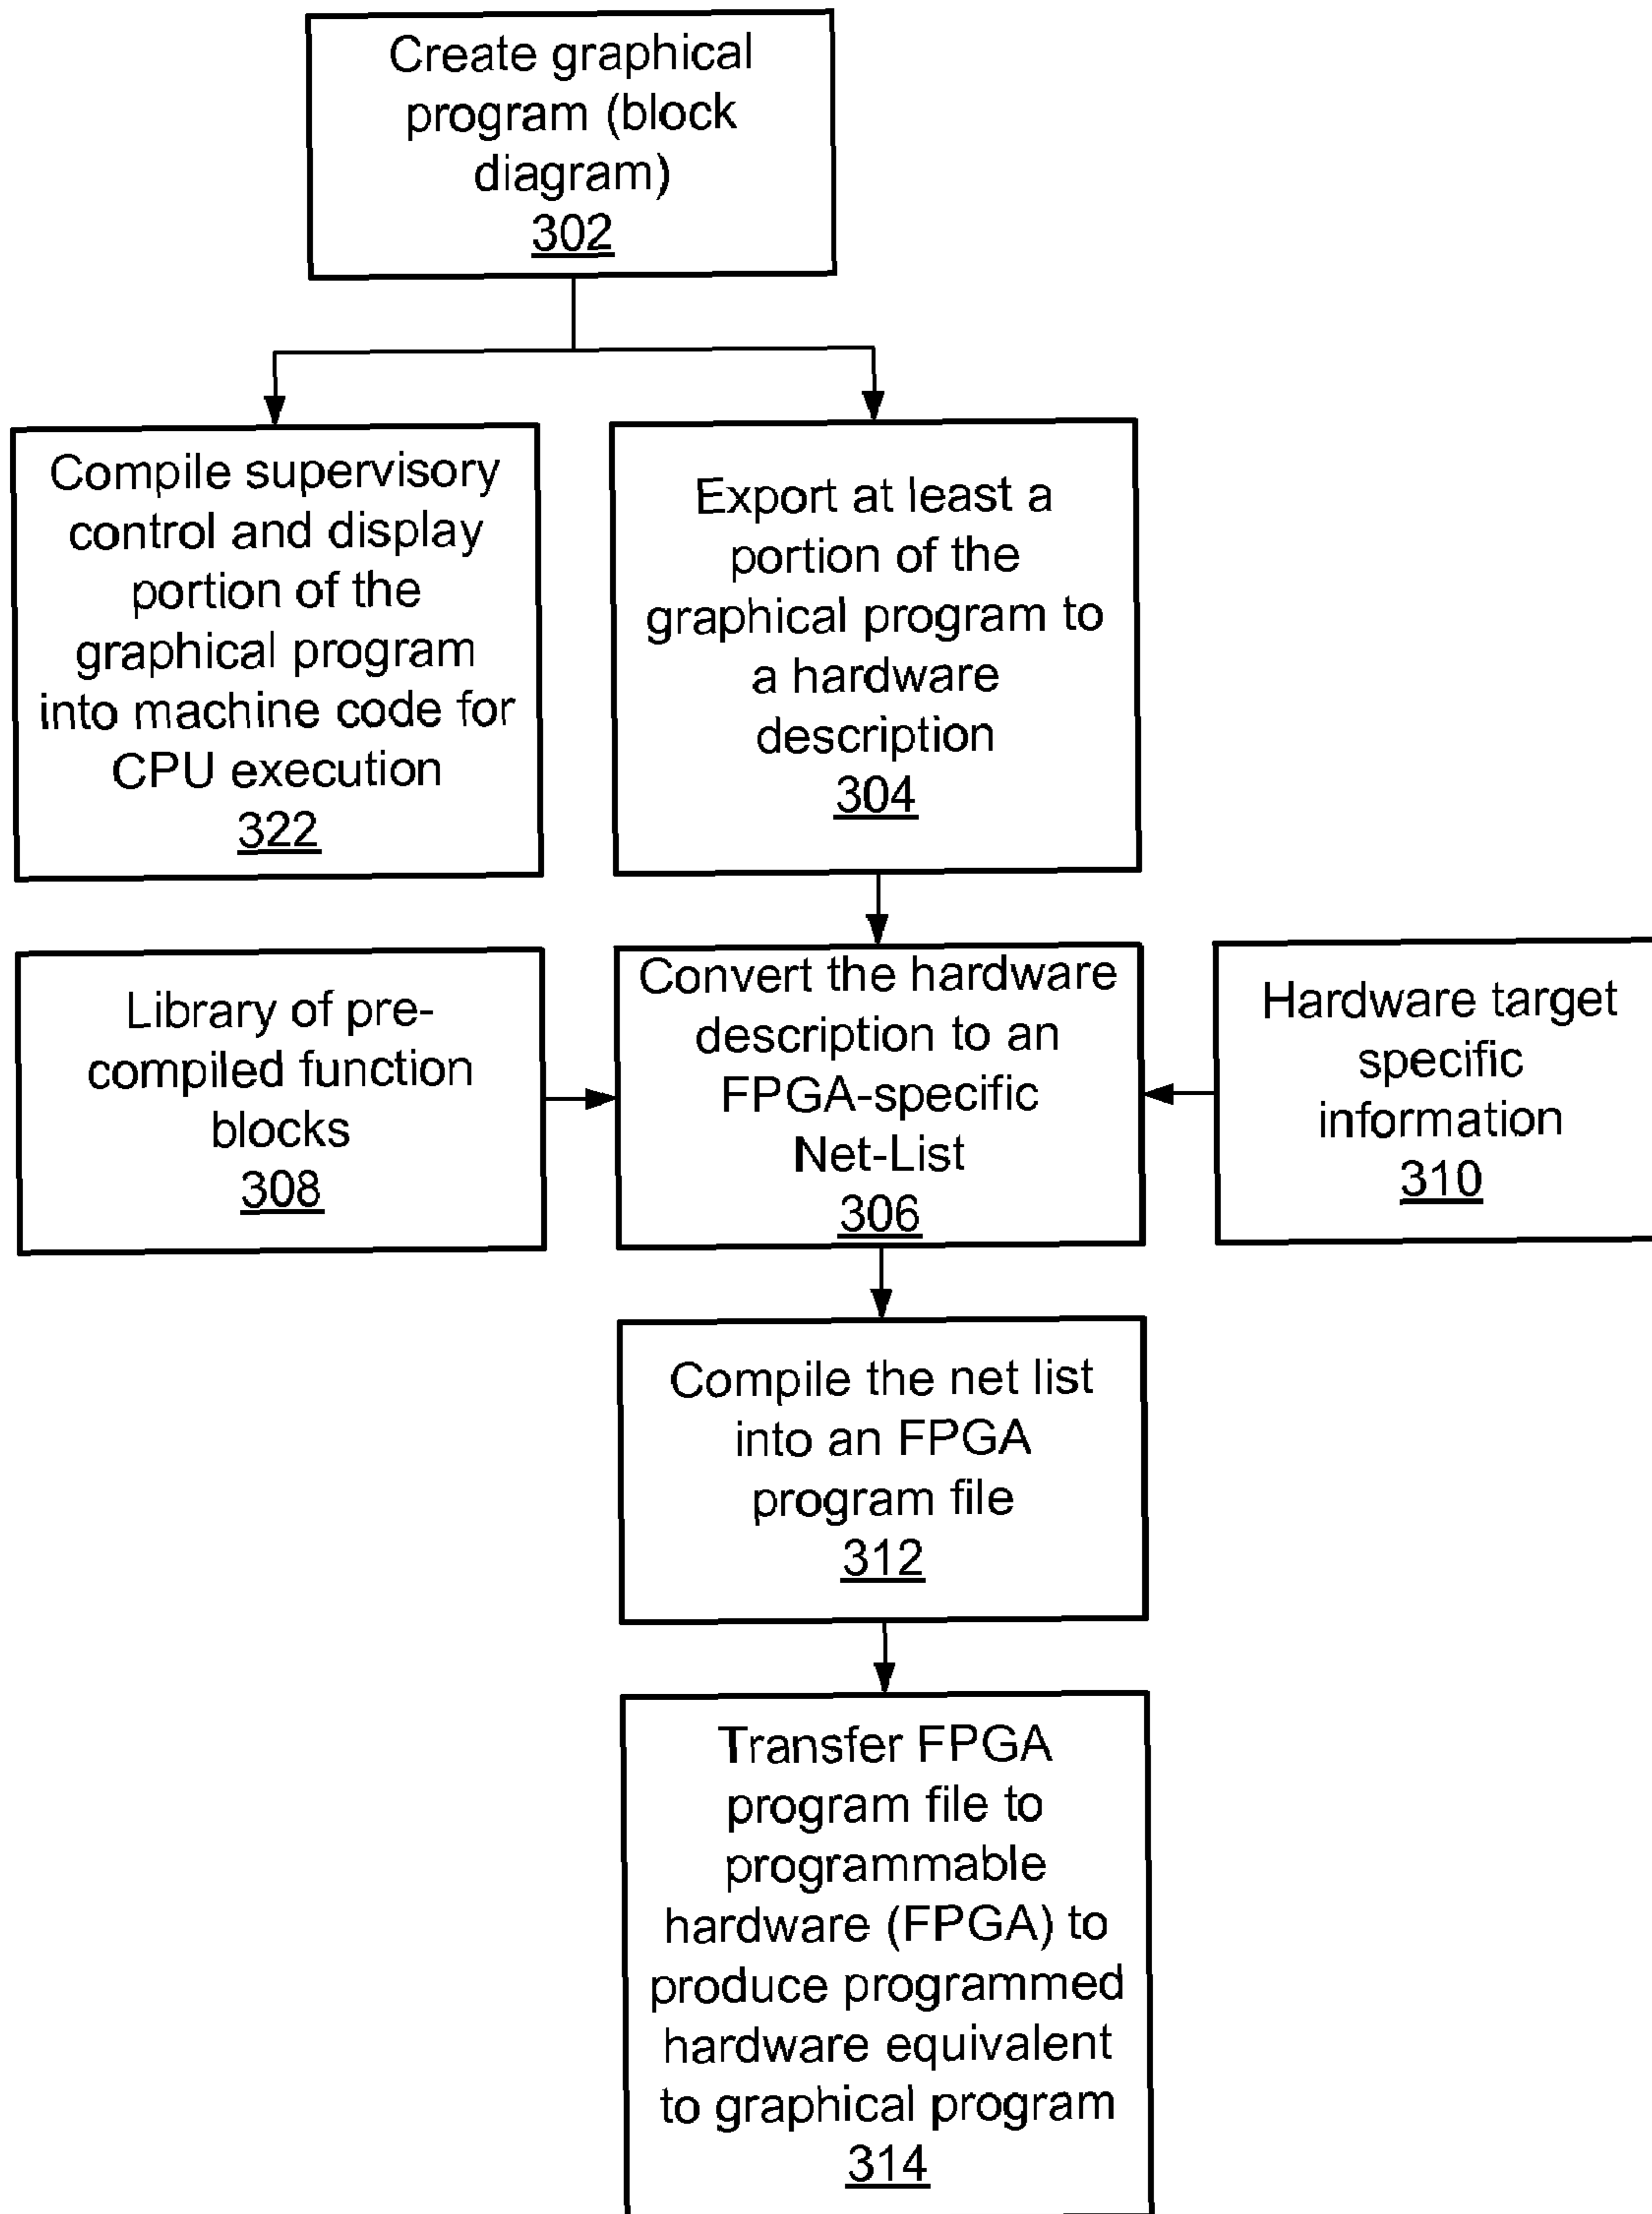 Create graphical
program (block
diagram)
302
Compile supervisory
control and display
portion of the
graphical program
into machine code for
CPU execution
322
Export at least a
portion of the
graphical program to
a hardware
description
304
Library of pre-
compiled function
blocks
308
Convert the hardware
description to an
FPGA-specific
Net-List
306
Hardware target
specific
information
310
Compile the net list
into an FPGA
program file
312
Transfer FPGA
program file to
programmable
hardware (FPGA) to
produce programmed
hardware equivalent
to graphical program
314